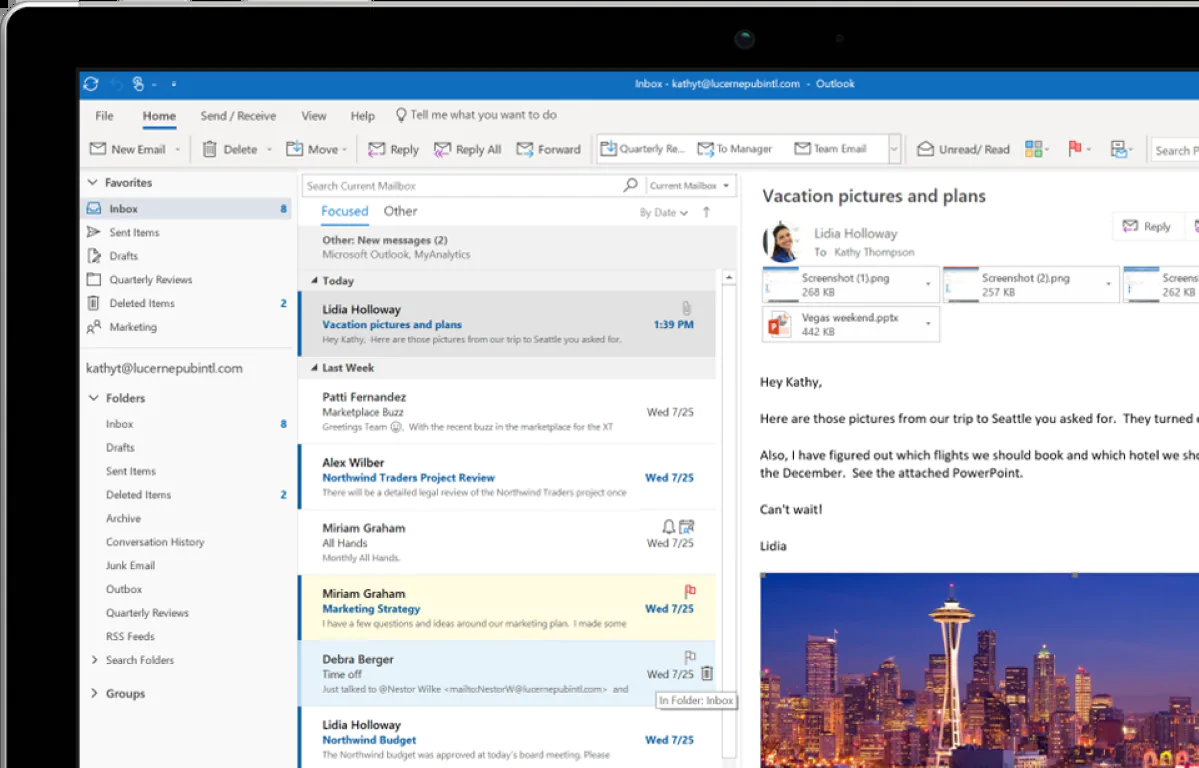 Inbox - kathyt@lucernepubintl.com - Outlook
File Home Send / Receive View Help Tell me what you want to do
New Email Delete Move Reply Reply All Forward Quarterly Re... To Manager Team Email Unread/ Read Search P
Favorites
Inbox 8
Sent Items
Drafts
Quarterly Reviews
Deleted Items 2
Marketing
kathyt@lucernepubintl.com
Folders
Inbox 8
Drafts
Sent Items
Deleted Items 2
Archive
Conversation History
Junk Email
Outbox
Quarterly Reviews
RSS Feeds
Search Folders
Groups
Search Current Mailbox Current Mailbox
Focused Other By Date
Other: New messages (2)
Microsoft Outlook, MyAnalytics
Today
Lidia Holloway
Vacation pictures and plans 1:39 PM
Hey Kathy, Here are those pictures from our trip to Seattle you asked for.
Last Week
Patti Fernandez
Marketplace Buzz Wed 7/25
Greetings Team 😊, With the recent buzz in the marketplace for the XT
Alex Wilber
Northwind Traders Project Review Wed 7/25
There will be a detailed legal review of the Northwind Traders project once
Miriam Graham
All Hands Wed 7/25
Monthly All Hands.
Miriam Graham
Marketing Strategy Wed 7/25
I have a few questions and ideas around our marketing plan. I made some
Debra Berger
Time off Wed 7/25
Just talked to @Nestor Wilke <mailto:NestorW@lucernepubintl.com> and
In Folder: Inbox
Lidia Holloway
Northwind Budget Wed 7/25
The Northwind budget was approved at today's board meeting. Please
Vacation pictures and plans
Lidia Holloway
To Kathy Thompson
Reply
Screenshot (1).png
268 KB
Screenshot (2).png
257 KB
Screens
262 KB
Vegas weekend.pptx
442 KB
Hey Kathy,
Here are those pictures from our trip to Seattle you asked for. They turned
Also, I have figured out which flights we should book and which hotel we sho
the December. See the attached PowerPoint.
Can't wait!
Lidia